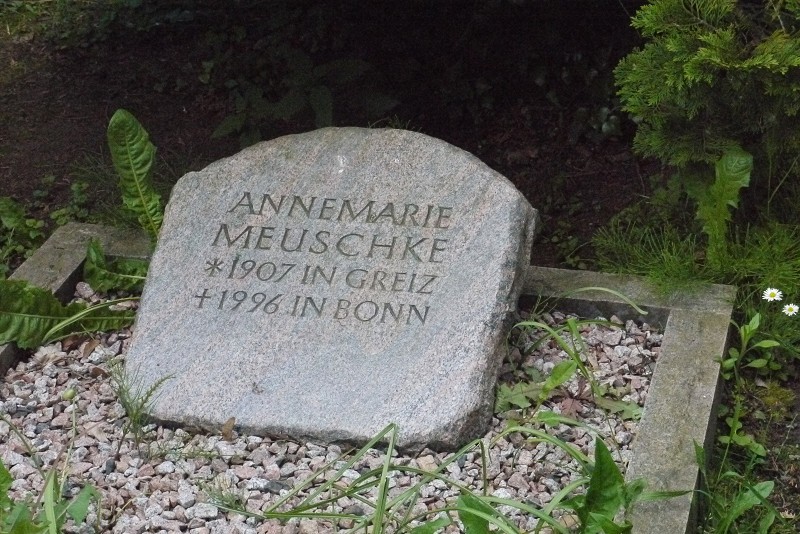 ANNEMARIE
MEUSCHKE
*1907 IN GREIZ
†1996 IN BONN